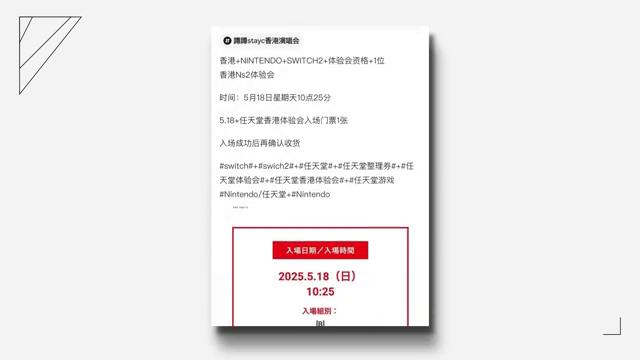 # 譚譚stayc香港演唱会
香港+NINTENDO+SWITCH2+体验会资格+1位
香港Ns2体验会
时间：5月18日星期天10点25分
5.18+任天堂香港体验会入场门票1张
入场成功后再确认收货
#switch#+#swich2#+#任天堂#+#任天堂整理券#+#任
天堂体验会#+#任天堂香港体验会#+#任天堂游戏
#Nintendo/任天堂+#Nintendo
入場日期／入場時間
2025.5.18（日）
10:25
入場組別：
[B]